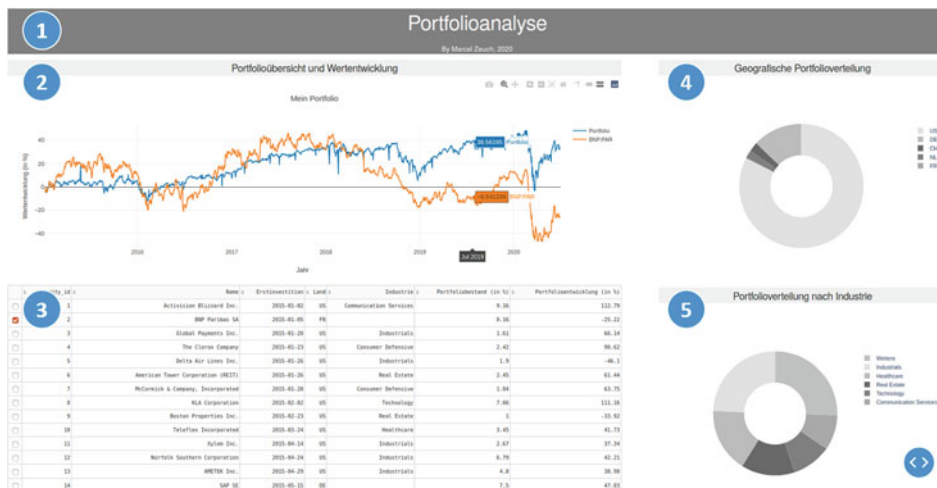 1
Portfolioanalyse
By Marcel Zeuch, 2020
2
Portfolioübersicht und Wertentwicklung
Mein Portfolio
Portfolio
BNP.PAR
Wertentwicklung (in %)
40
20
0
−20
−40
Portfolio
BNP.PAR
Jul 2019
2016 2017 2018 2019 2020
Jahr
3
Name Erstinvestition Land Industrie Portfoliobestand (in %) Portfolioentwicklung (in %)
1 Activision Blizzard Inc. 2015-01-02 US Communication Services 9.16 112.79
2 BNP Paribas SA 2015-01-05 FR 0.16 -25.22
3 Global Payments Inc. 2015-01-20 US Industrials 1.61 66.14
4 The Clorox Company 2015-01-23 US Consumer Defensive 2.42 90.62
5 Delta Air Lines Inc. 2015-01-26 US Industrials 1.9 -46.1
6 American Tower Corporation (REIT) 2015-01-26 US Real Estate 2.45 61.44
7 McCormick & Company, Incorporated 2015-01-28 US Consumer Defensive 1.84 63.75
8 KLA Corporation 2015-02-02 US Technology 7.06 111.16
9 Boston Properties Inc. 2015-02-23 US Real Estate 1 -33.92
10 Teleflex Incorporated 2015-03-24 US Healthcare 3.45 41.73
11 Xylem Inc. 2015-04-14 US Industrials 2.67 37.34
12 Norfolk Southern Corporation 2015-04-24 US Industrials 6.79 42.21
13 AMETEK Inc. 2015-04-29 US Industrials 4.8 38.98
14 SAP SE 2015-05-15 DE 7.5 47.03
4
Geografische Portfolioverteilung
US
DE
NL
FR
5
Portfolioverteilung nach Industrie
Weitere
Industrials
Healthcare
Real Estate
Technology
Communication Services